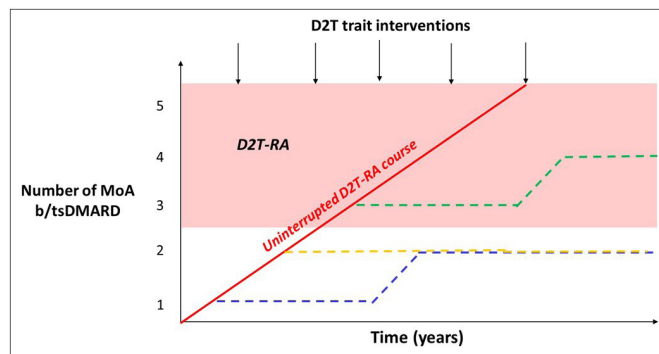 D2T trait interventions
5
D2T-RA
4
Uninterrupted D2T-RA course
Number of MoA
b/tsDMARD
3
2
1
Time (years)